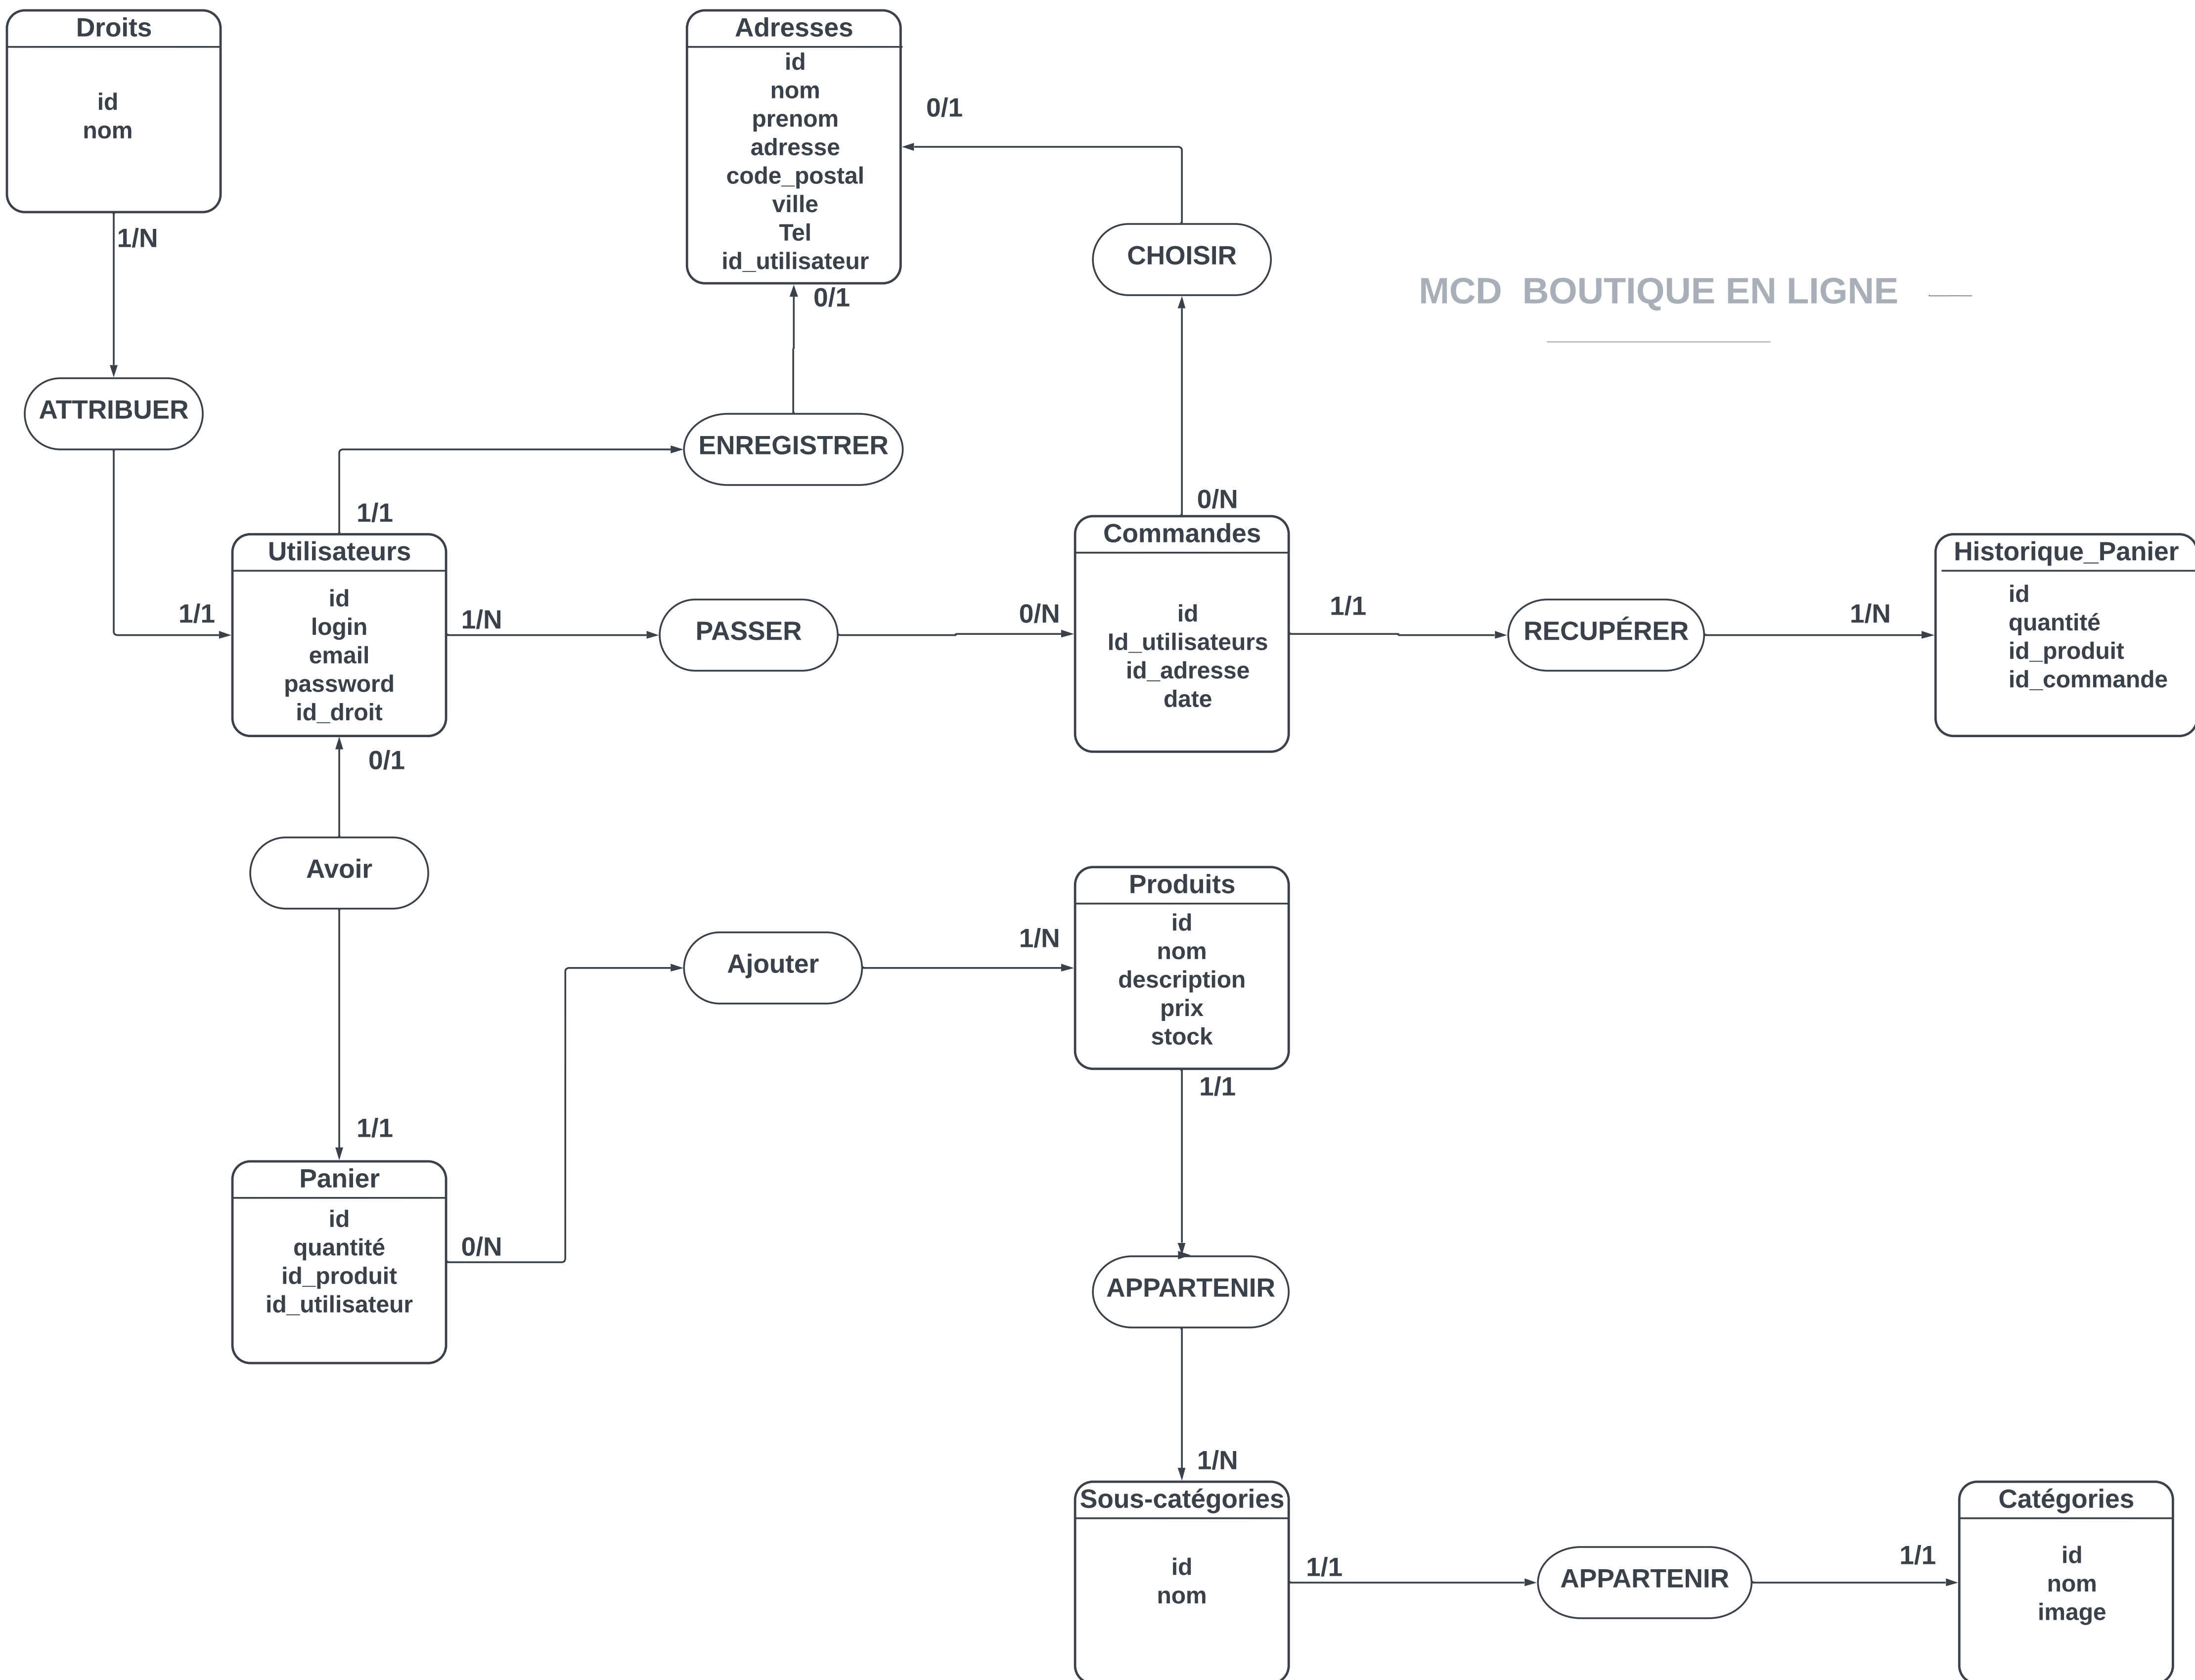 Droits
id
nom
1/N
ATTRIBUER
1/1
Adresses
id
nom
prenom
adresse
code_postal
ville
Tel
id_utilisateur
0/1
0/1
CHOISIR
0/N
MCD  BOUTIQUE EN LIGNE
ENREGISTRER
1/1
Utilisateurs
id
login
email
password
id_droit
1/N
PASSER
0/N
Commandes
id
Id_utilisateurs
id_adresse
date
1/1
RECUPÉRER
1/N
Historique_Panier
id
quantité
id_produit
id_commande
0/1
Avoir
1/1
Panier
id
quantité
id_produit
id_utilisateur
0/N
Ajouter
1/N
Produits
id
nom
description
prix
stock
1/1
APPARTENIR
1/N
Sous-catégories
id
nom
1/1
APPARTENIR
1/1
Catégories
id
nom
image